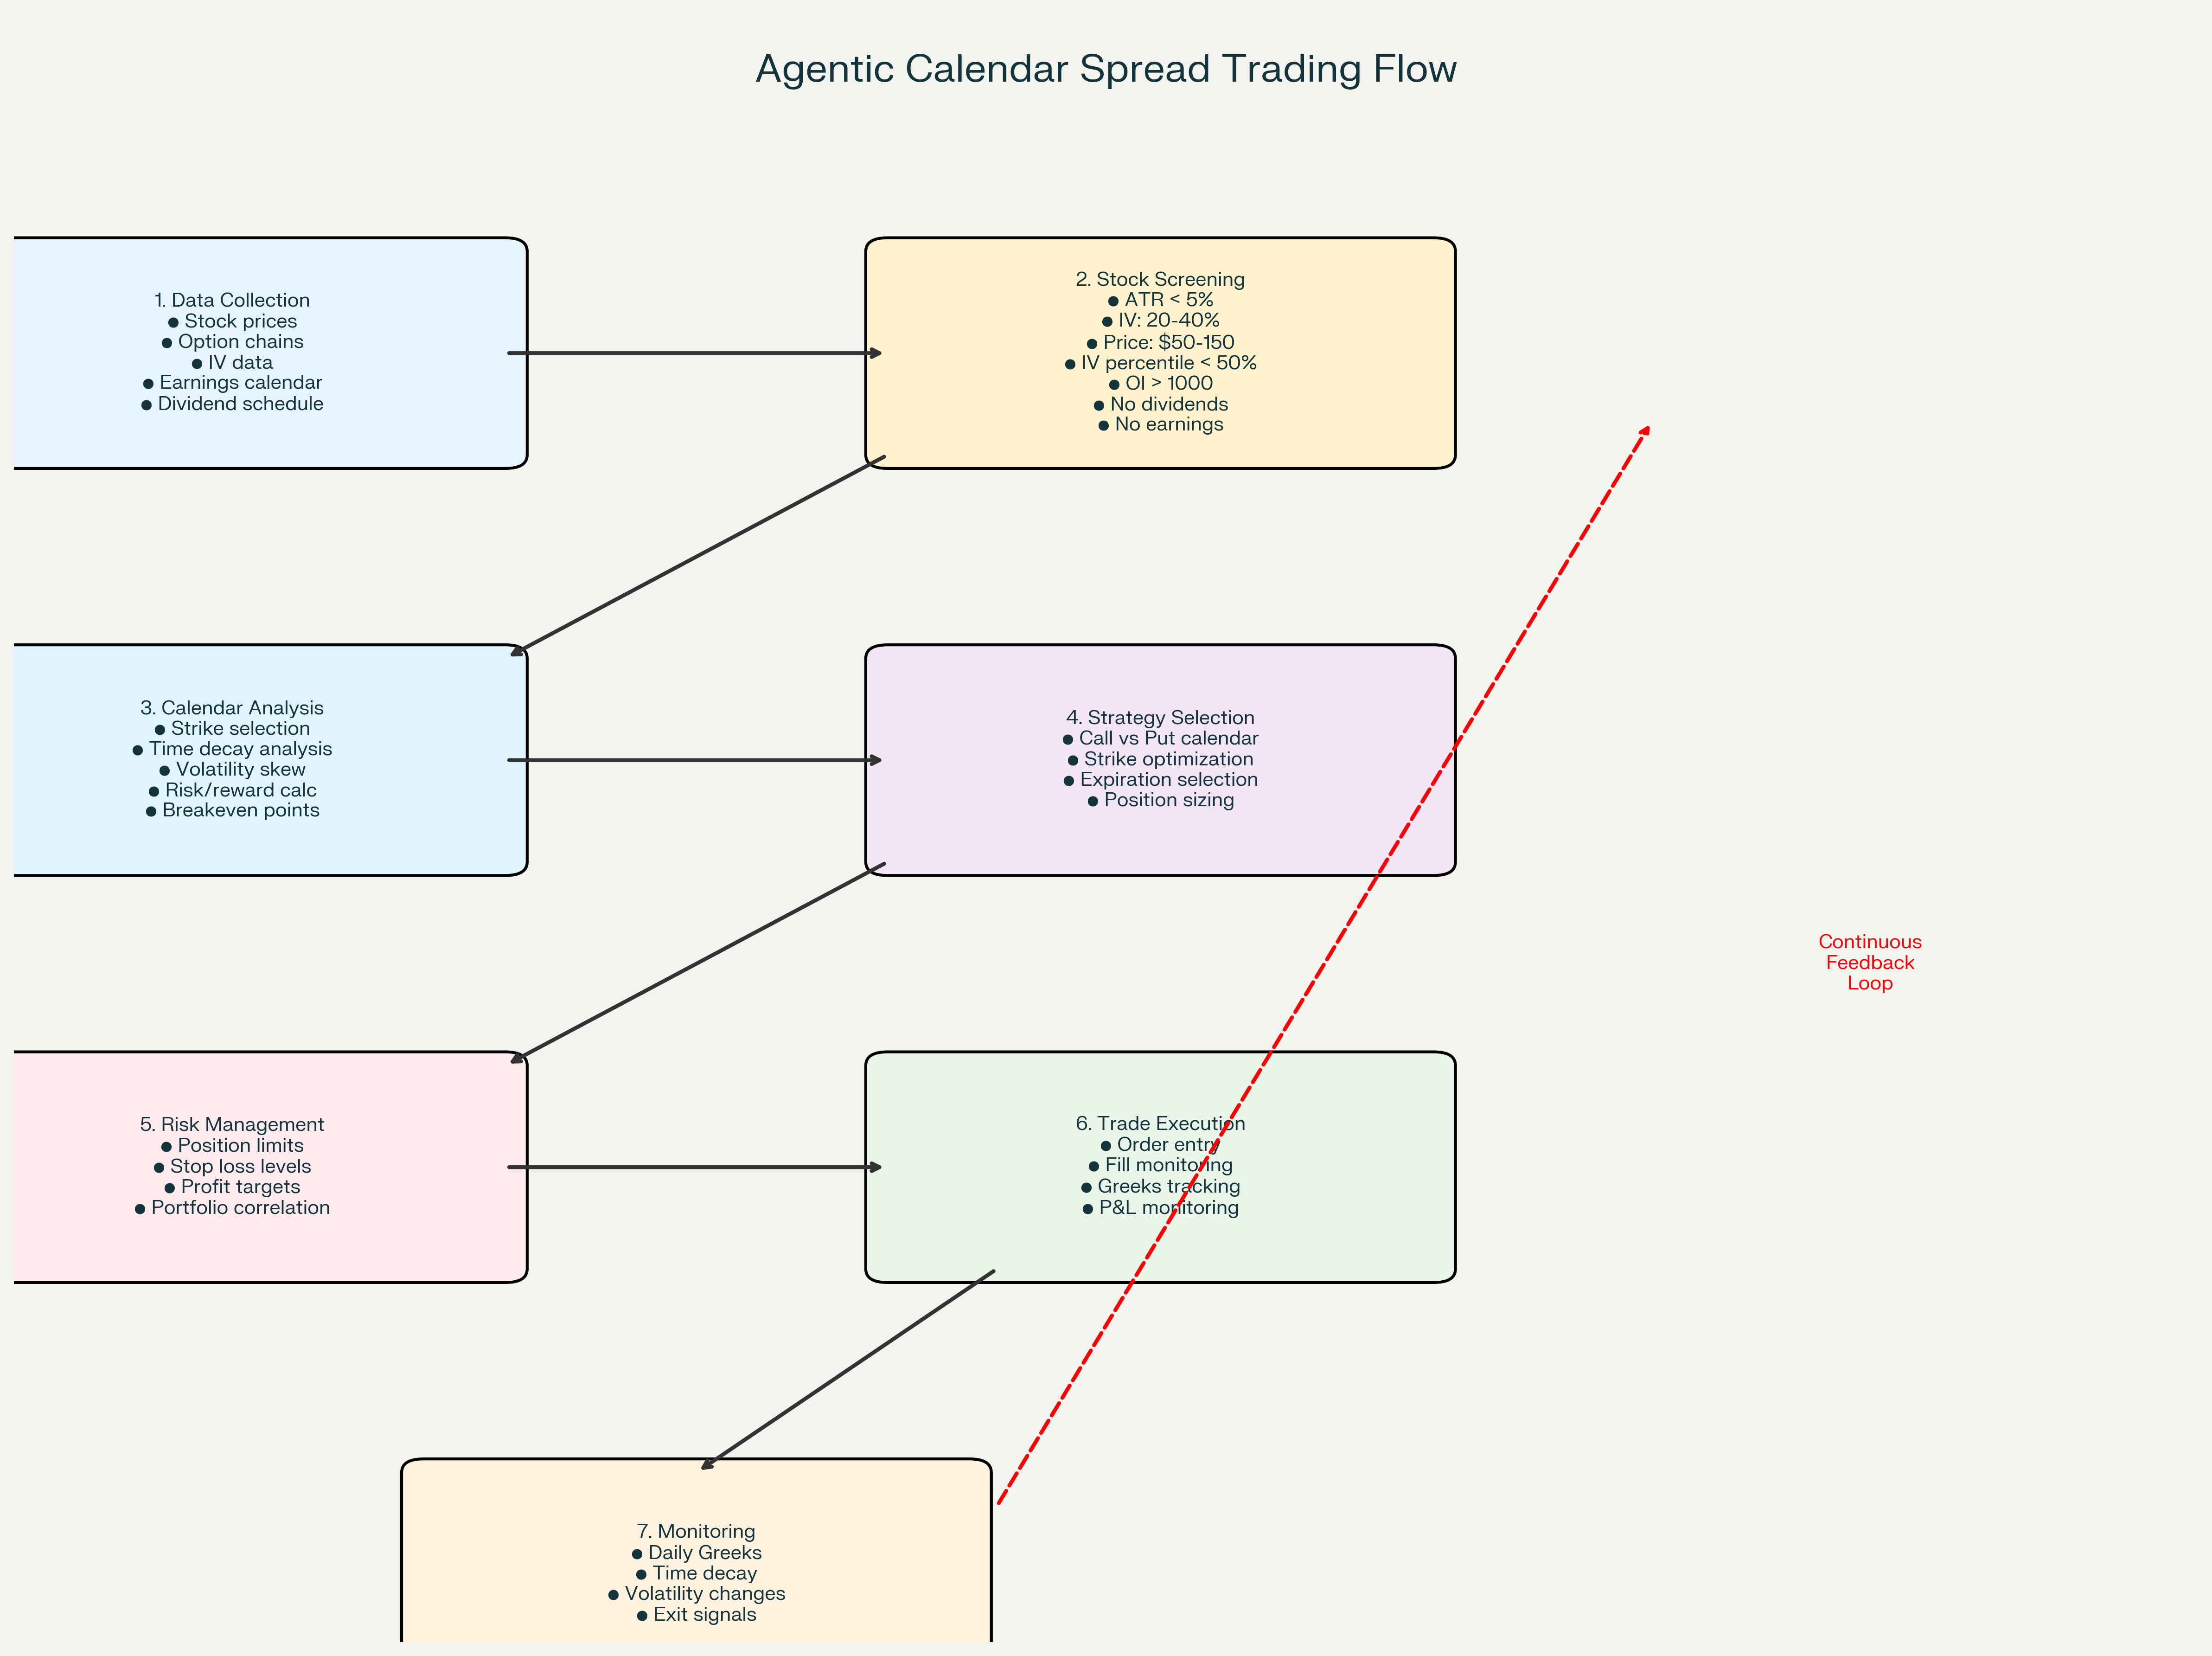 Agentic Calendar Spread Trading Flow
1. Data Collection
● Stock prices
● Option chains
● IV data
● Earnings calendar
● Dividend schedule
2. Stock Screening
● ATR < 5%
● IV: 20-40%
● Price: $50-150
● IV percentile < 50%
● OI > 1000
● No dividends
● No earnings
3. Calendar Analysis
● Strike selection
● Time decay analysis
● Volatility skew
● Risk/reward calc
● Breakeven points
4. Strategy Selection
● Call vs Put calendar
● Strike optimization
● Expiration selection
● Position sizing
Continuous
Feedback
Loop
5. Risk Management
● Position limits
● Stop loss levels
● Profit targets
● Portfolio correlation
6. Trade Execution
● Order entry
● Fill monitoring
● Greeks tracking
● P&L monitoring
7. Monitoring
● Daily Greeks
● Time decay
● Volatility changes
● Exit signals